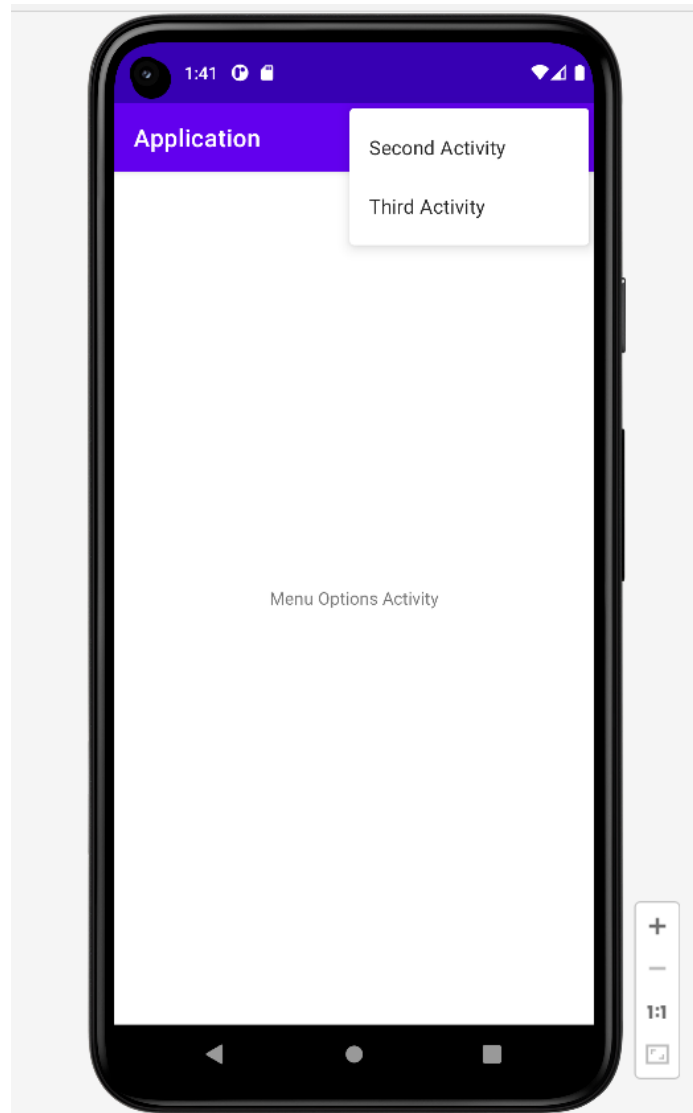 1:41
Application
Second Activity
Third Activity
Menu Options Activity
+
−
1:1